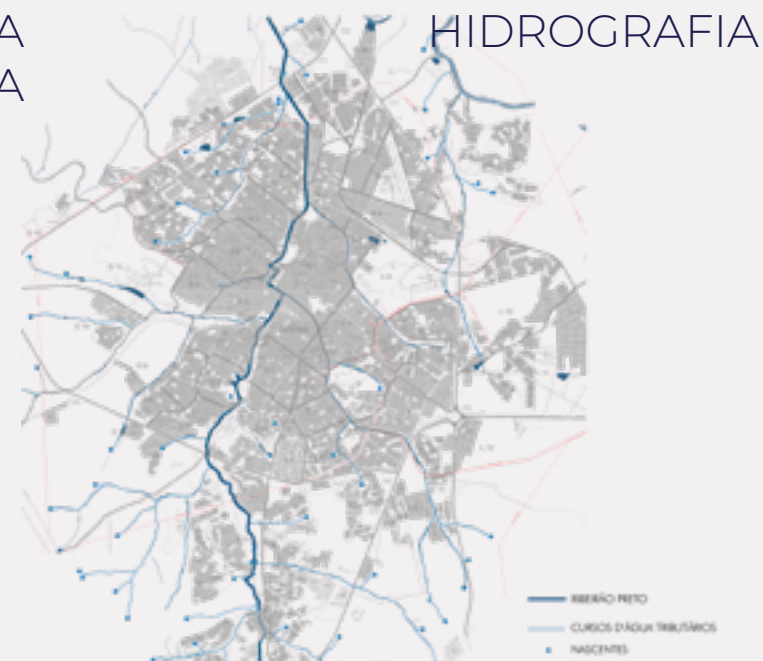 A
A
HIDROGRAFIA
RIBEIRÃO PRETO
CURSOS D'ÁGUA TRIBUTÁRIOS
NASCENTES